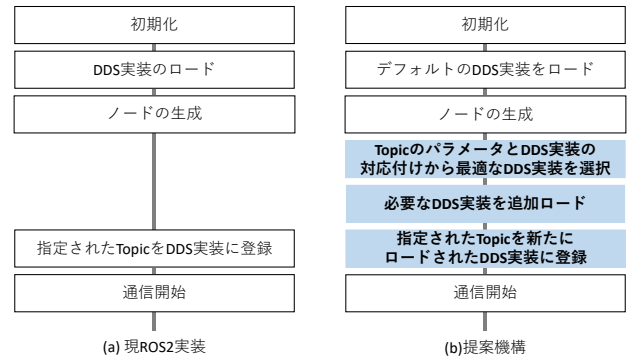 初期化
DDS実装のロード
ノードの生成
指定されたTopicをDDS実装に登録
通信開始
(a) 現ROS2実装
初期化
デフォルトのDDS実装をロード
ノードの生成
TopicのパラメータとDDS実装の
対応付けから最適なDDS実装を選択
必要なDDS実装を追加ロード
指定されたTopicを新たに
ロードされたDDS実装に登録
通信開始
(b)提案機構